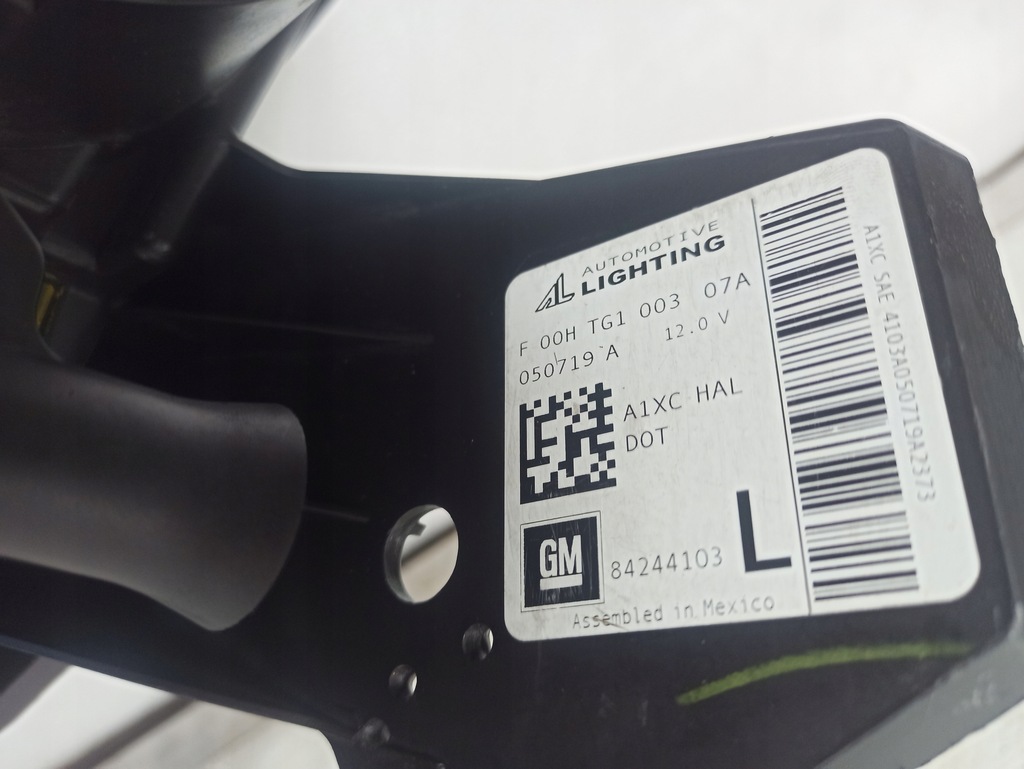 AUTOMOTIVE
LIGHTING
F 00H TG1 003 07A
050719 A 12.0 V
A1XC HAL
DOT
GM
84244103
L
Assembled in Mexico
A1XC SAE 4103A050719A2373